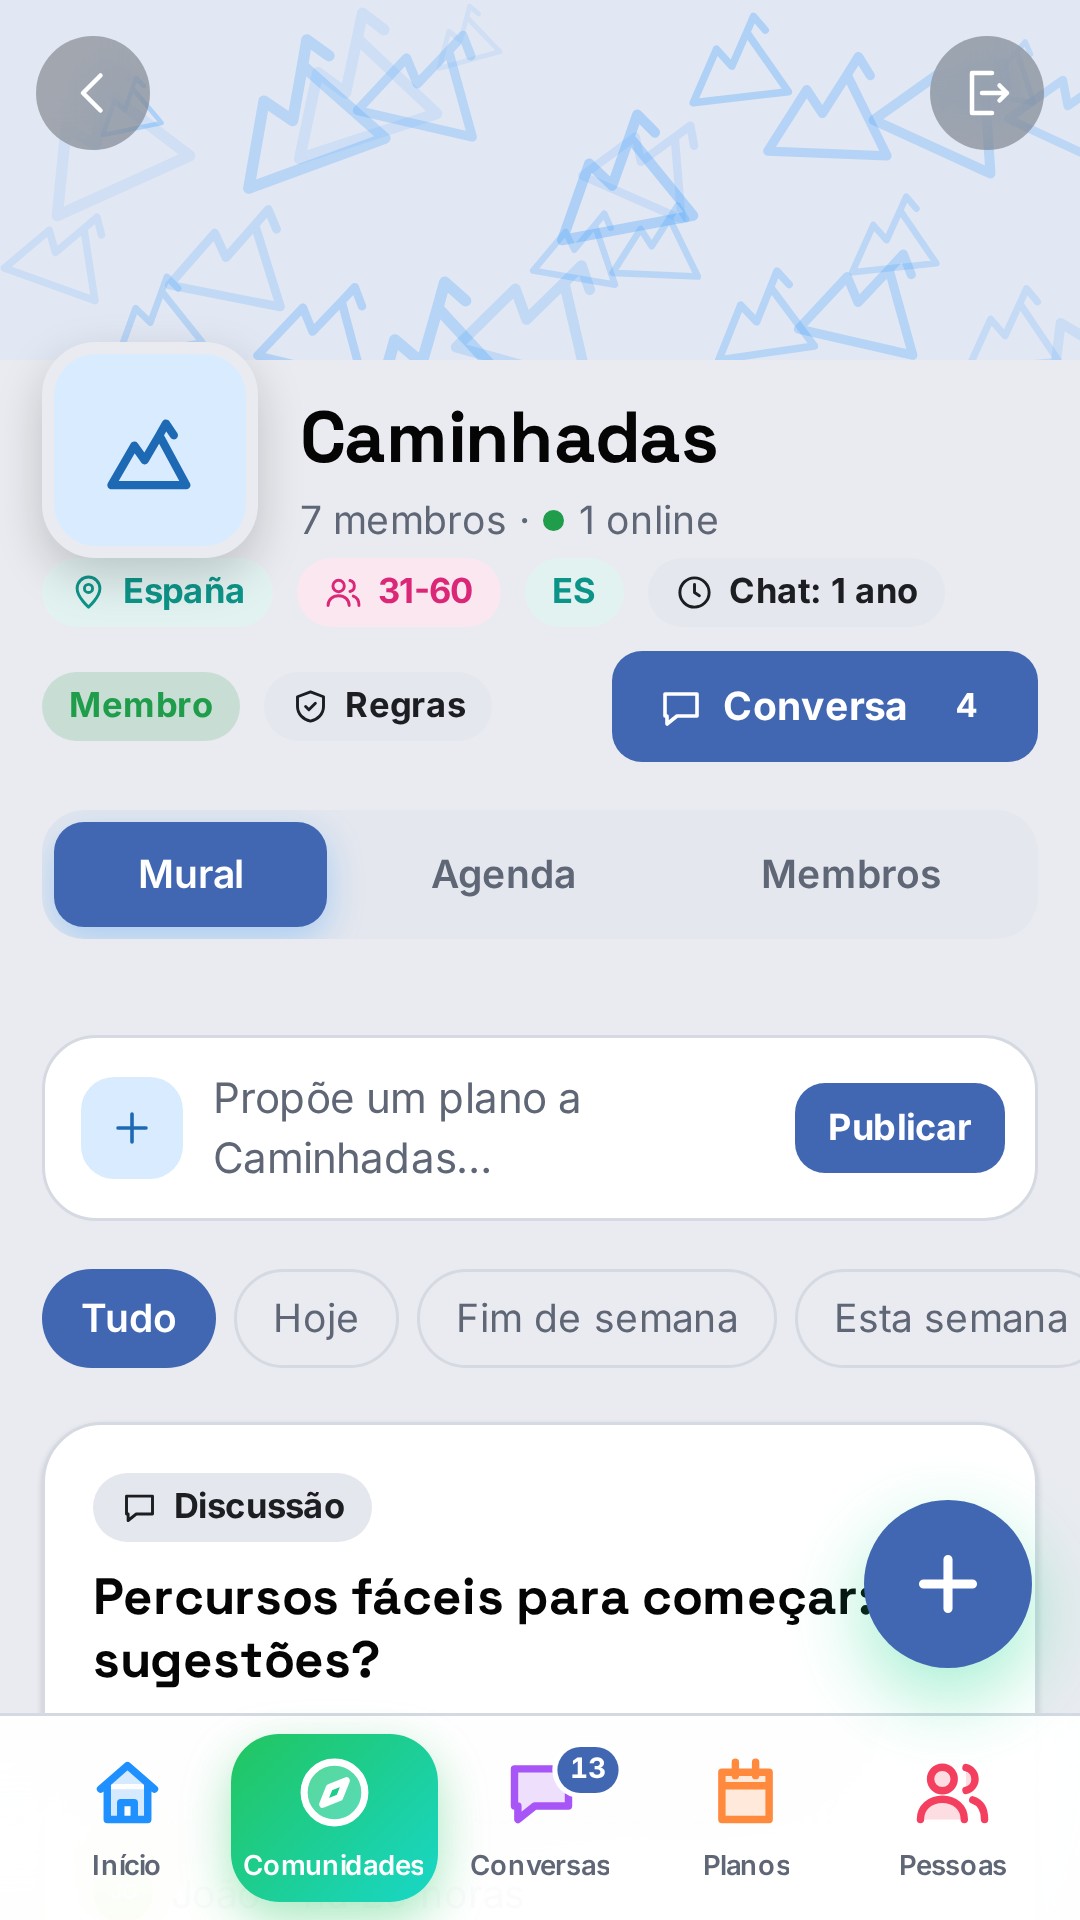 Caminhadas
7 membros · 1 online
España
31-60
ES
Chat: 1 ano
Membro
Regras
Conversa 4
Mural
Agenda
Membros
Propõe um plano a
Caminhadas...
Publicar
Tudo
Hoje
Fim de semana
Esta semana
Discussão
Percursos fáceis para começar:
sugestões?
13
Início
Comunidades
Conversas
Planos
Pessoas